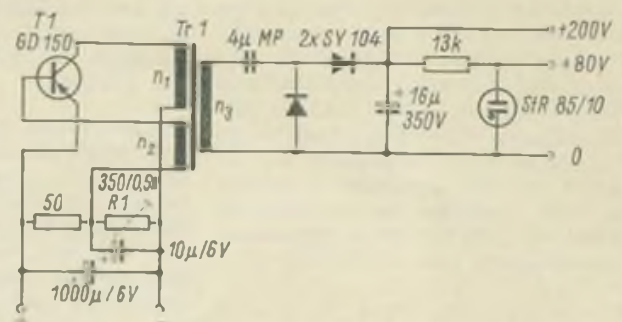 T1
GD 150
Tr 1
n1
n2
n3
4µ MP
2x SY 104
13k
+200V
+80V
0
+ 16µ
350V
StR 85/10
50
350/0,5W
R1
+
10µ/6V
+
1000µ/6V